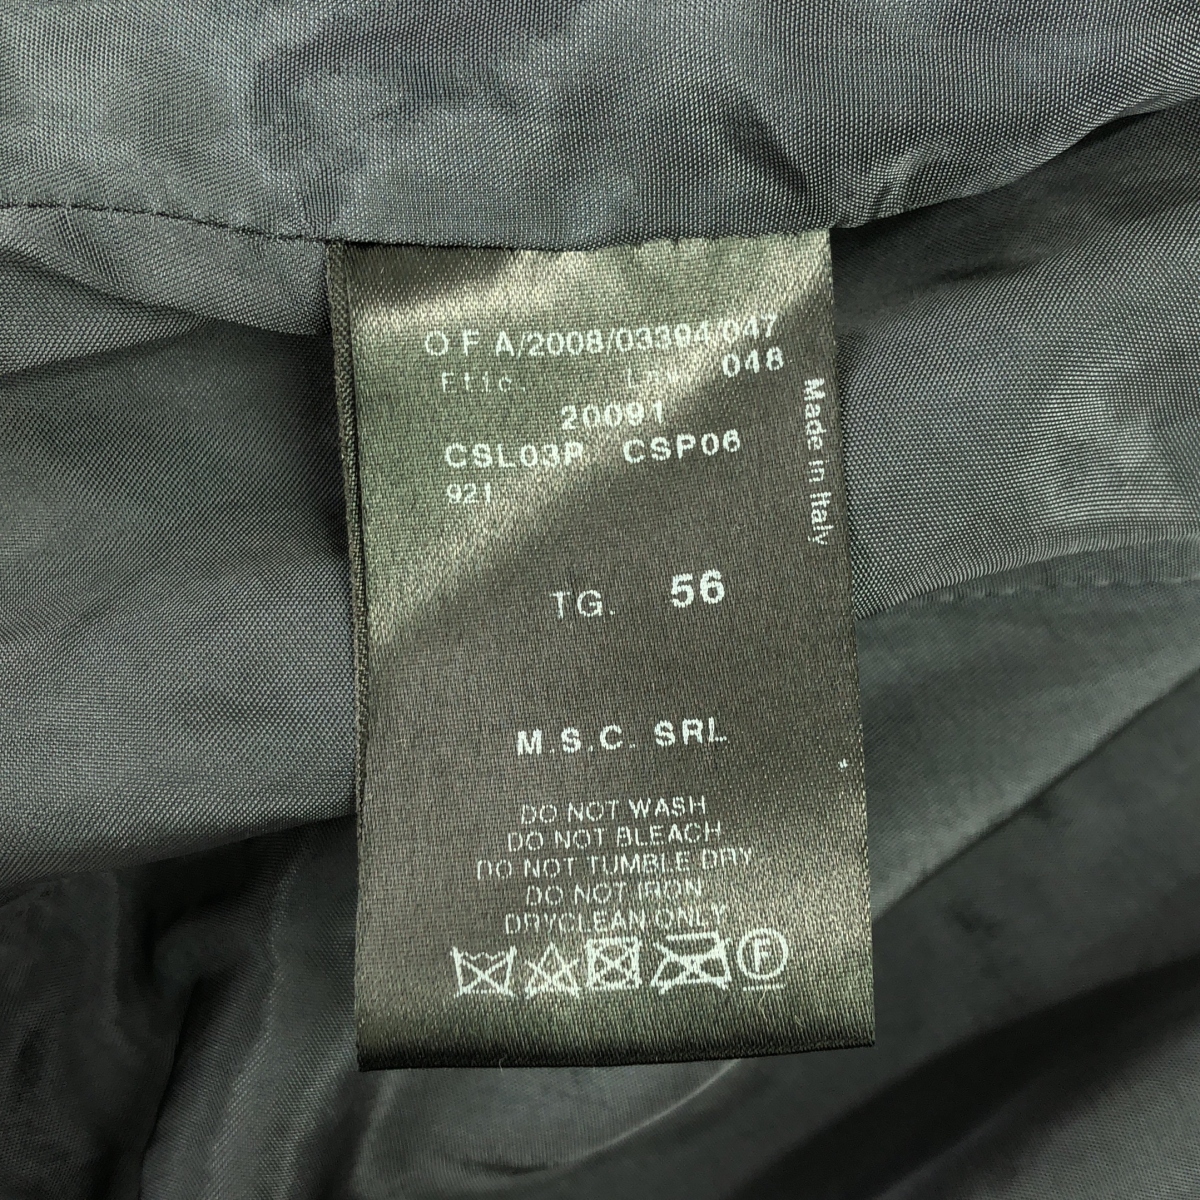 O F A/2008/03394/047
Etic. 048
20091
CSL03P CSP06
921
Made in Italy
TG. 56
M.S.C. SRL
DO NOT WASH
DO NOT BLEACH
DO NOT TUMBLE DRY
DO NOT IRON
DRYCLEAN ONLY
F